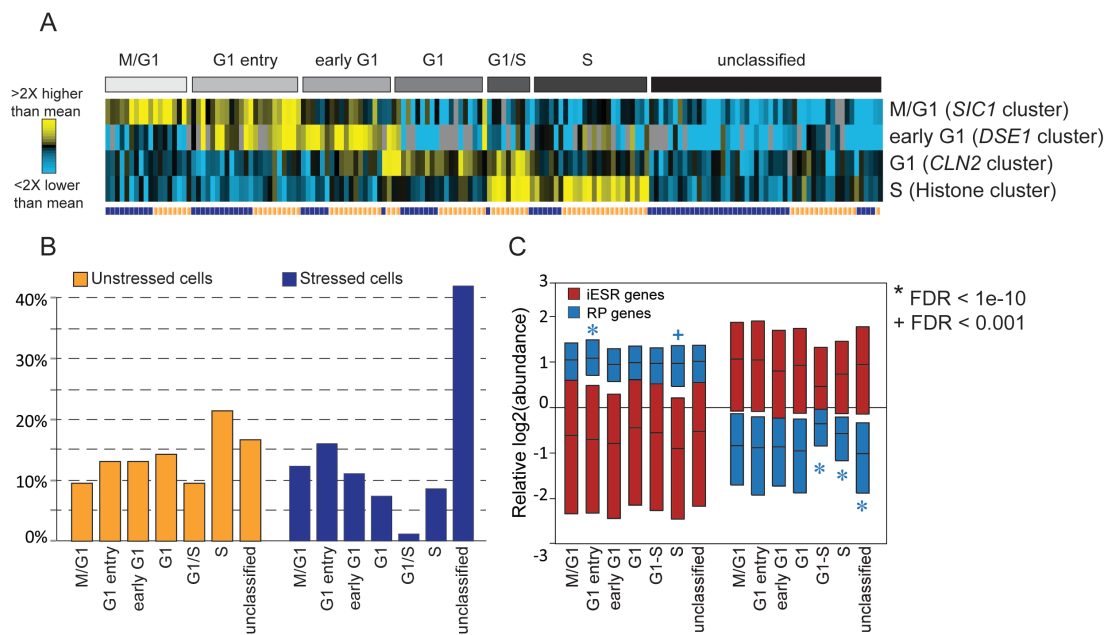 A
M/G1 G1 entry early G1 G1 G1/S S unclassified
>2X higher
than mean
<2X lower
than mean
M/G1 (SIC1 cluster)
early G1 (DSE1 cluster)
G1 (CLN2 cluster)
S (Histone cluster)
B
Unstressed cells Stressed cells
40%
30%
20%
10%
0%
M/G1 G1 entry early G1 G1 G1/S S unclassified M/G1 G1 entry early G1 G1 G1/S S unclassified
C
Relative log2(abundance)
3
2
1
0
-1
-2
-3
iESR genes
RP genes
* +
* * *
* FDR < 1e-10
+ FDR < 0.001
M/G1 G1 entry early G1 G1 G1-S S unclassified M/G1 G1 entry early G1 G1 G1-S S unclassified